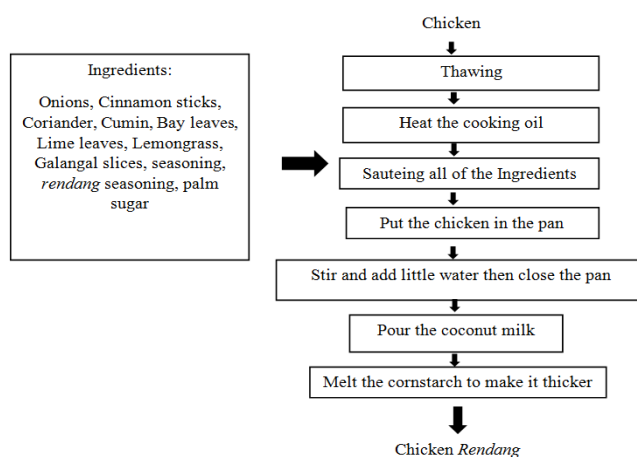 Ingredients:
Onions, Cinnamon sticks,
Coriander, Cumin, Bay leaves,
Lime leaves, Lemongrass,
Galangal slices, seasoning,
rendang seasoning, palm
sugar
Chicken
Thawing
Heat the cooking oil
Sauteing all of the Ingredients
Put the chicken in the pan
Stir and add little water then close the pan
Pour the coconut milk
Melt the cornstarch to make it thicker
Chicken Rendang